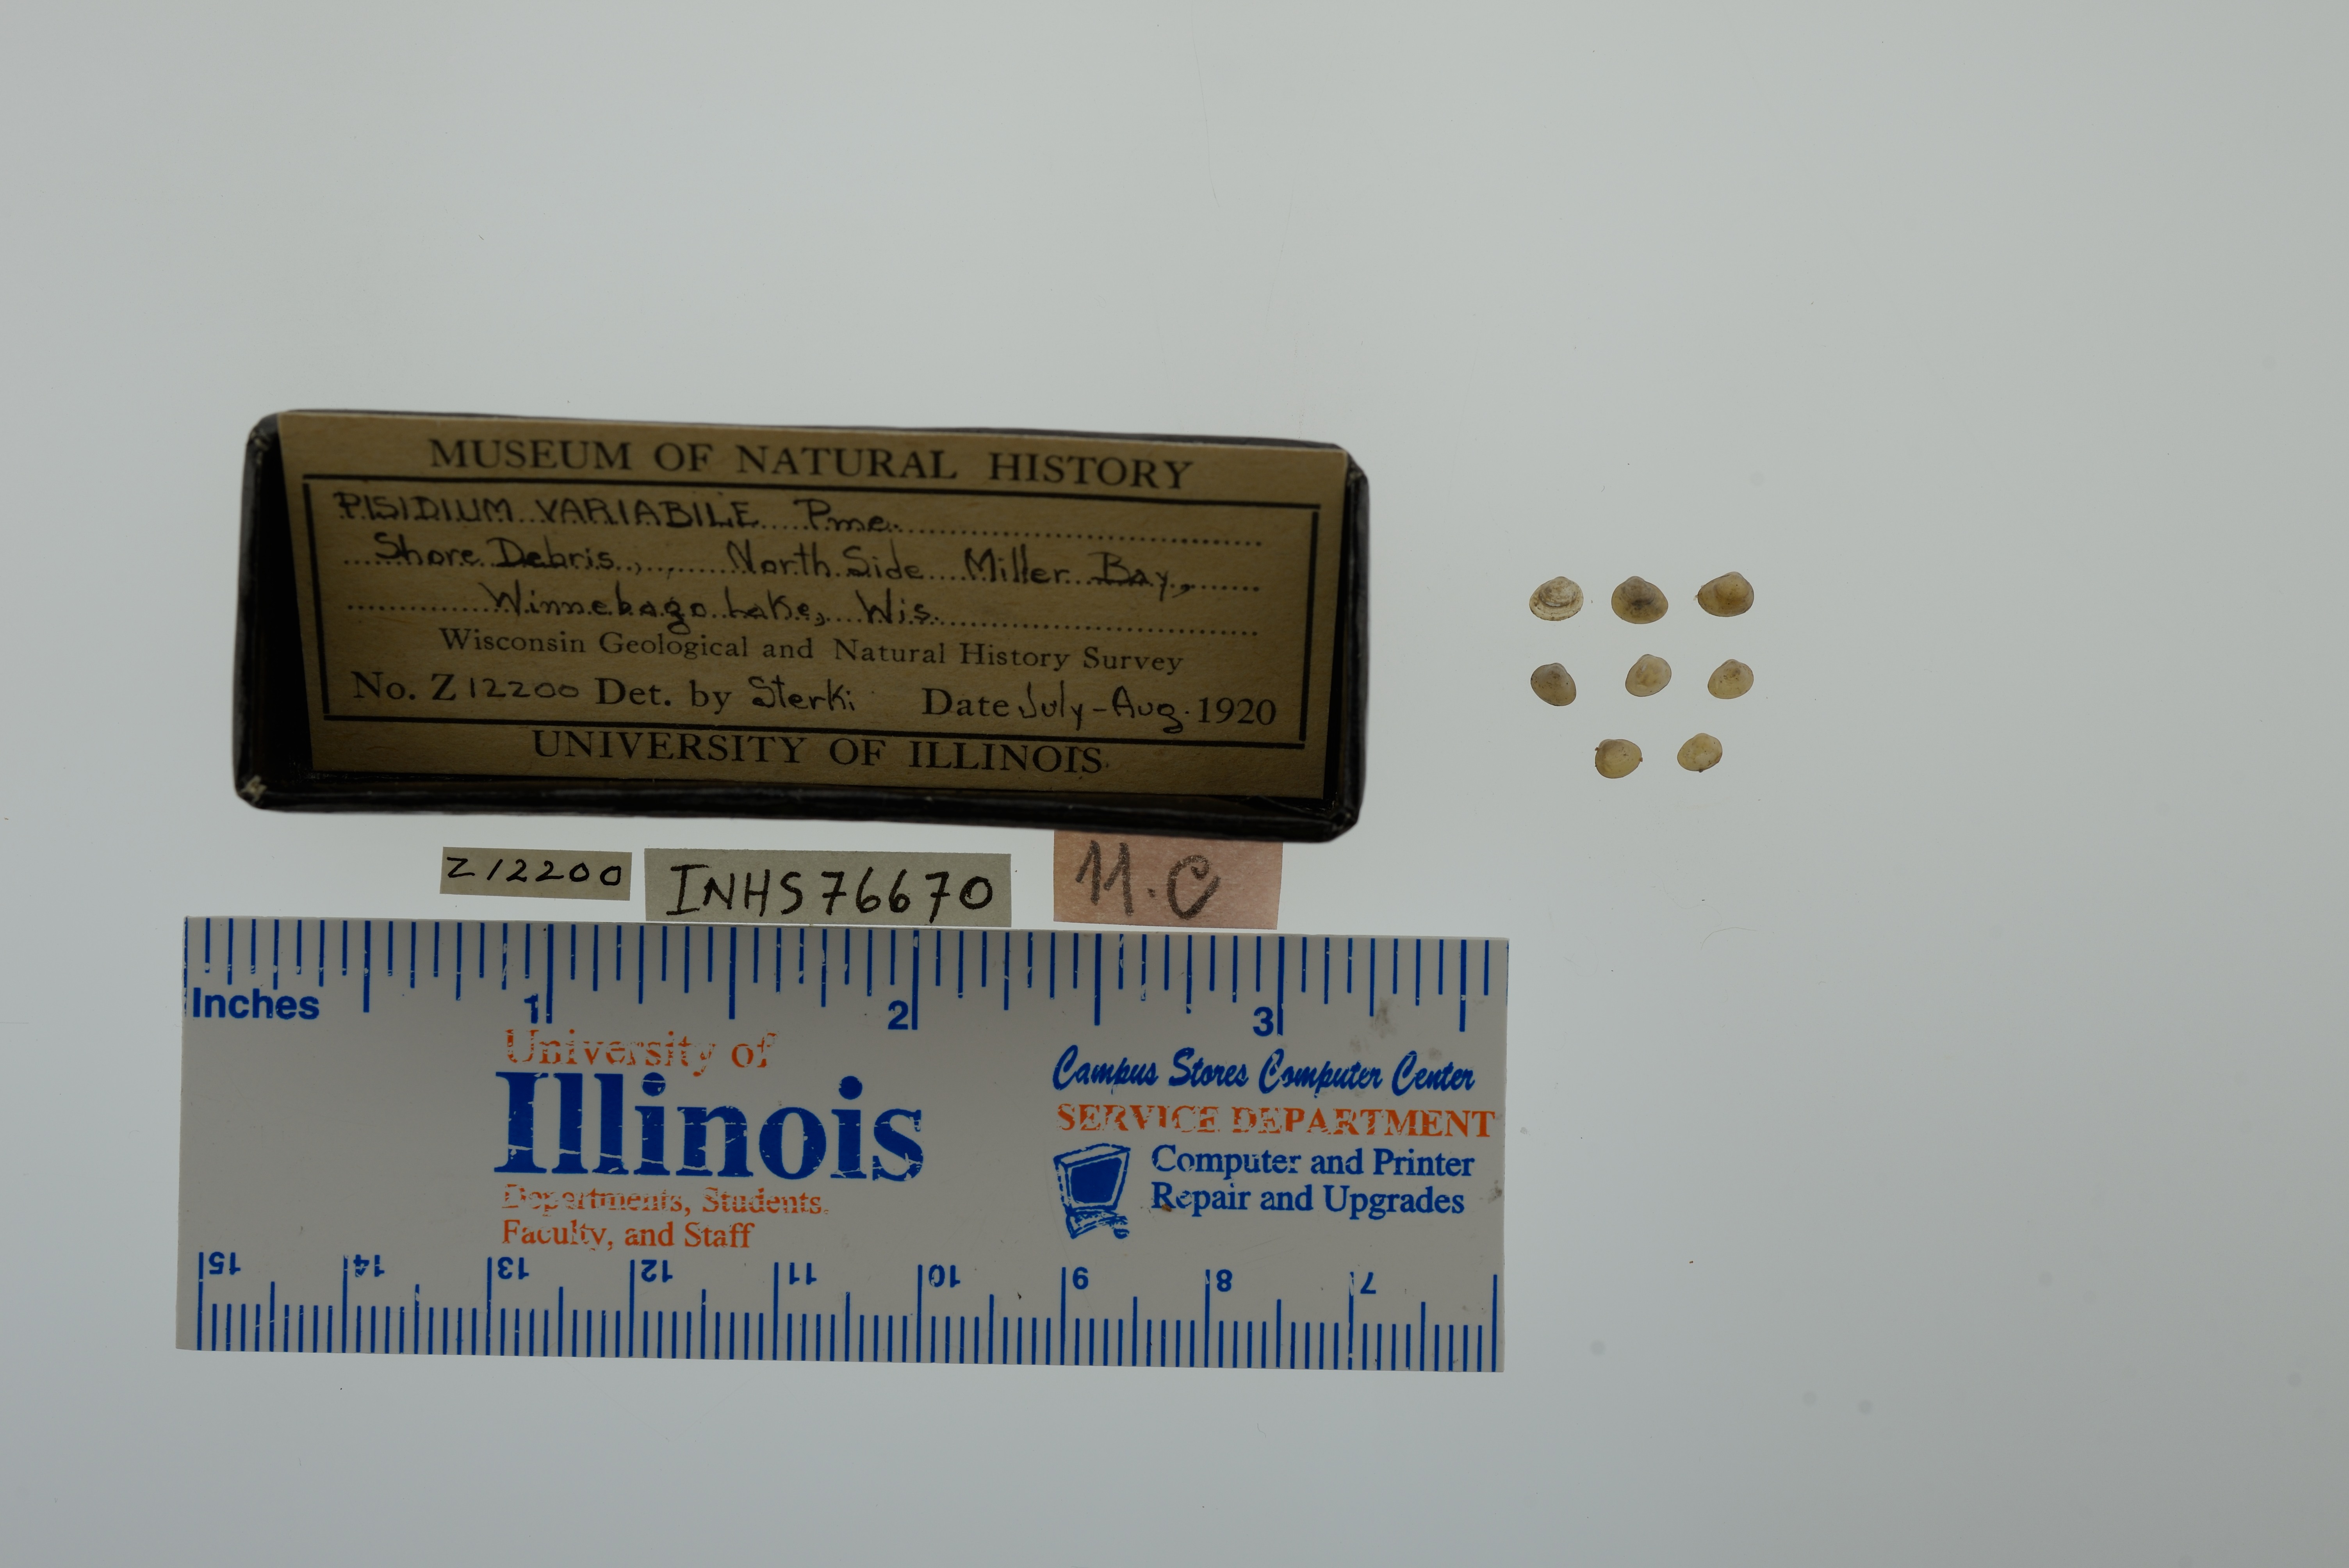 MUSEUM OF NATURAL HISTORY
PISIDIUM VARIABILE Pme.
Shore Debris, North Side Miller Bay,
Winnebago Lake, Wis.
Wisconsin Geological and Natural History Survey
No. Z 12200 Det. by Sterki Date July-Aug. 1920
UNIVERSITY OF ILLINOIS
Z12200
INHS76670
11.C
Inches 1 2 3
University of
Illinois
Departments, Students,
Faculty, and Staff
Campus Stores Computer Center
SERVICE DEPARTMENT
Computer and Printer
Repair and Upgrades
15 14 13 12 11 10 9 8 7